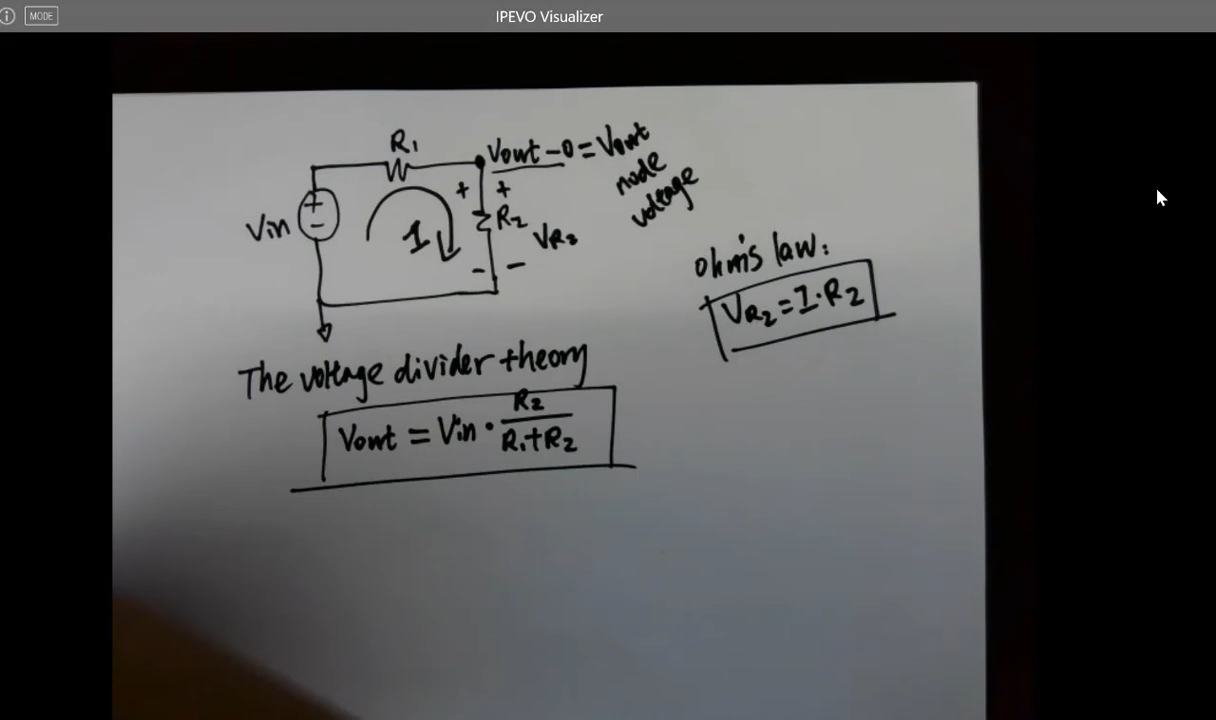 MODE
IPEVO Visualizer
R1
Vout - 0 = Vout
node
voltage
+ +
Vin
+
-
I
R2
VR2
- -
ohm's law:
VR2 = I·R2
The voltage divider theory
Vout = Vin · R2
R1+R2